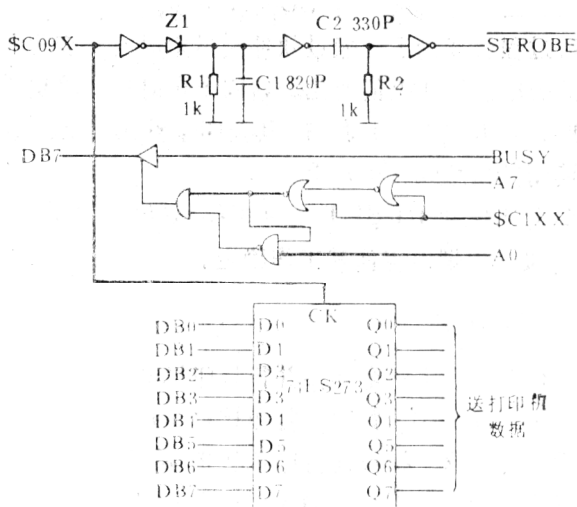 Z1
C2 330P
$C09X
STROBE
R1
C1 820P
R2
1k
1k
DB7
BUSY
A7
$C1XX
A0
CK
DB0 D0 Q0
DB1 D1 Q1
DB2 D2 Q2
DB3 D3 Q3
DB4 D4 Q4
DB5 D5 Q5
DB6 D6 Q6
DB7 D7 Q7
74LS273
送打印机
数据